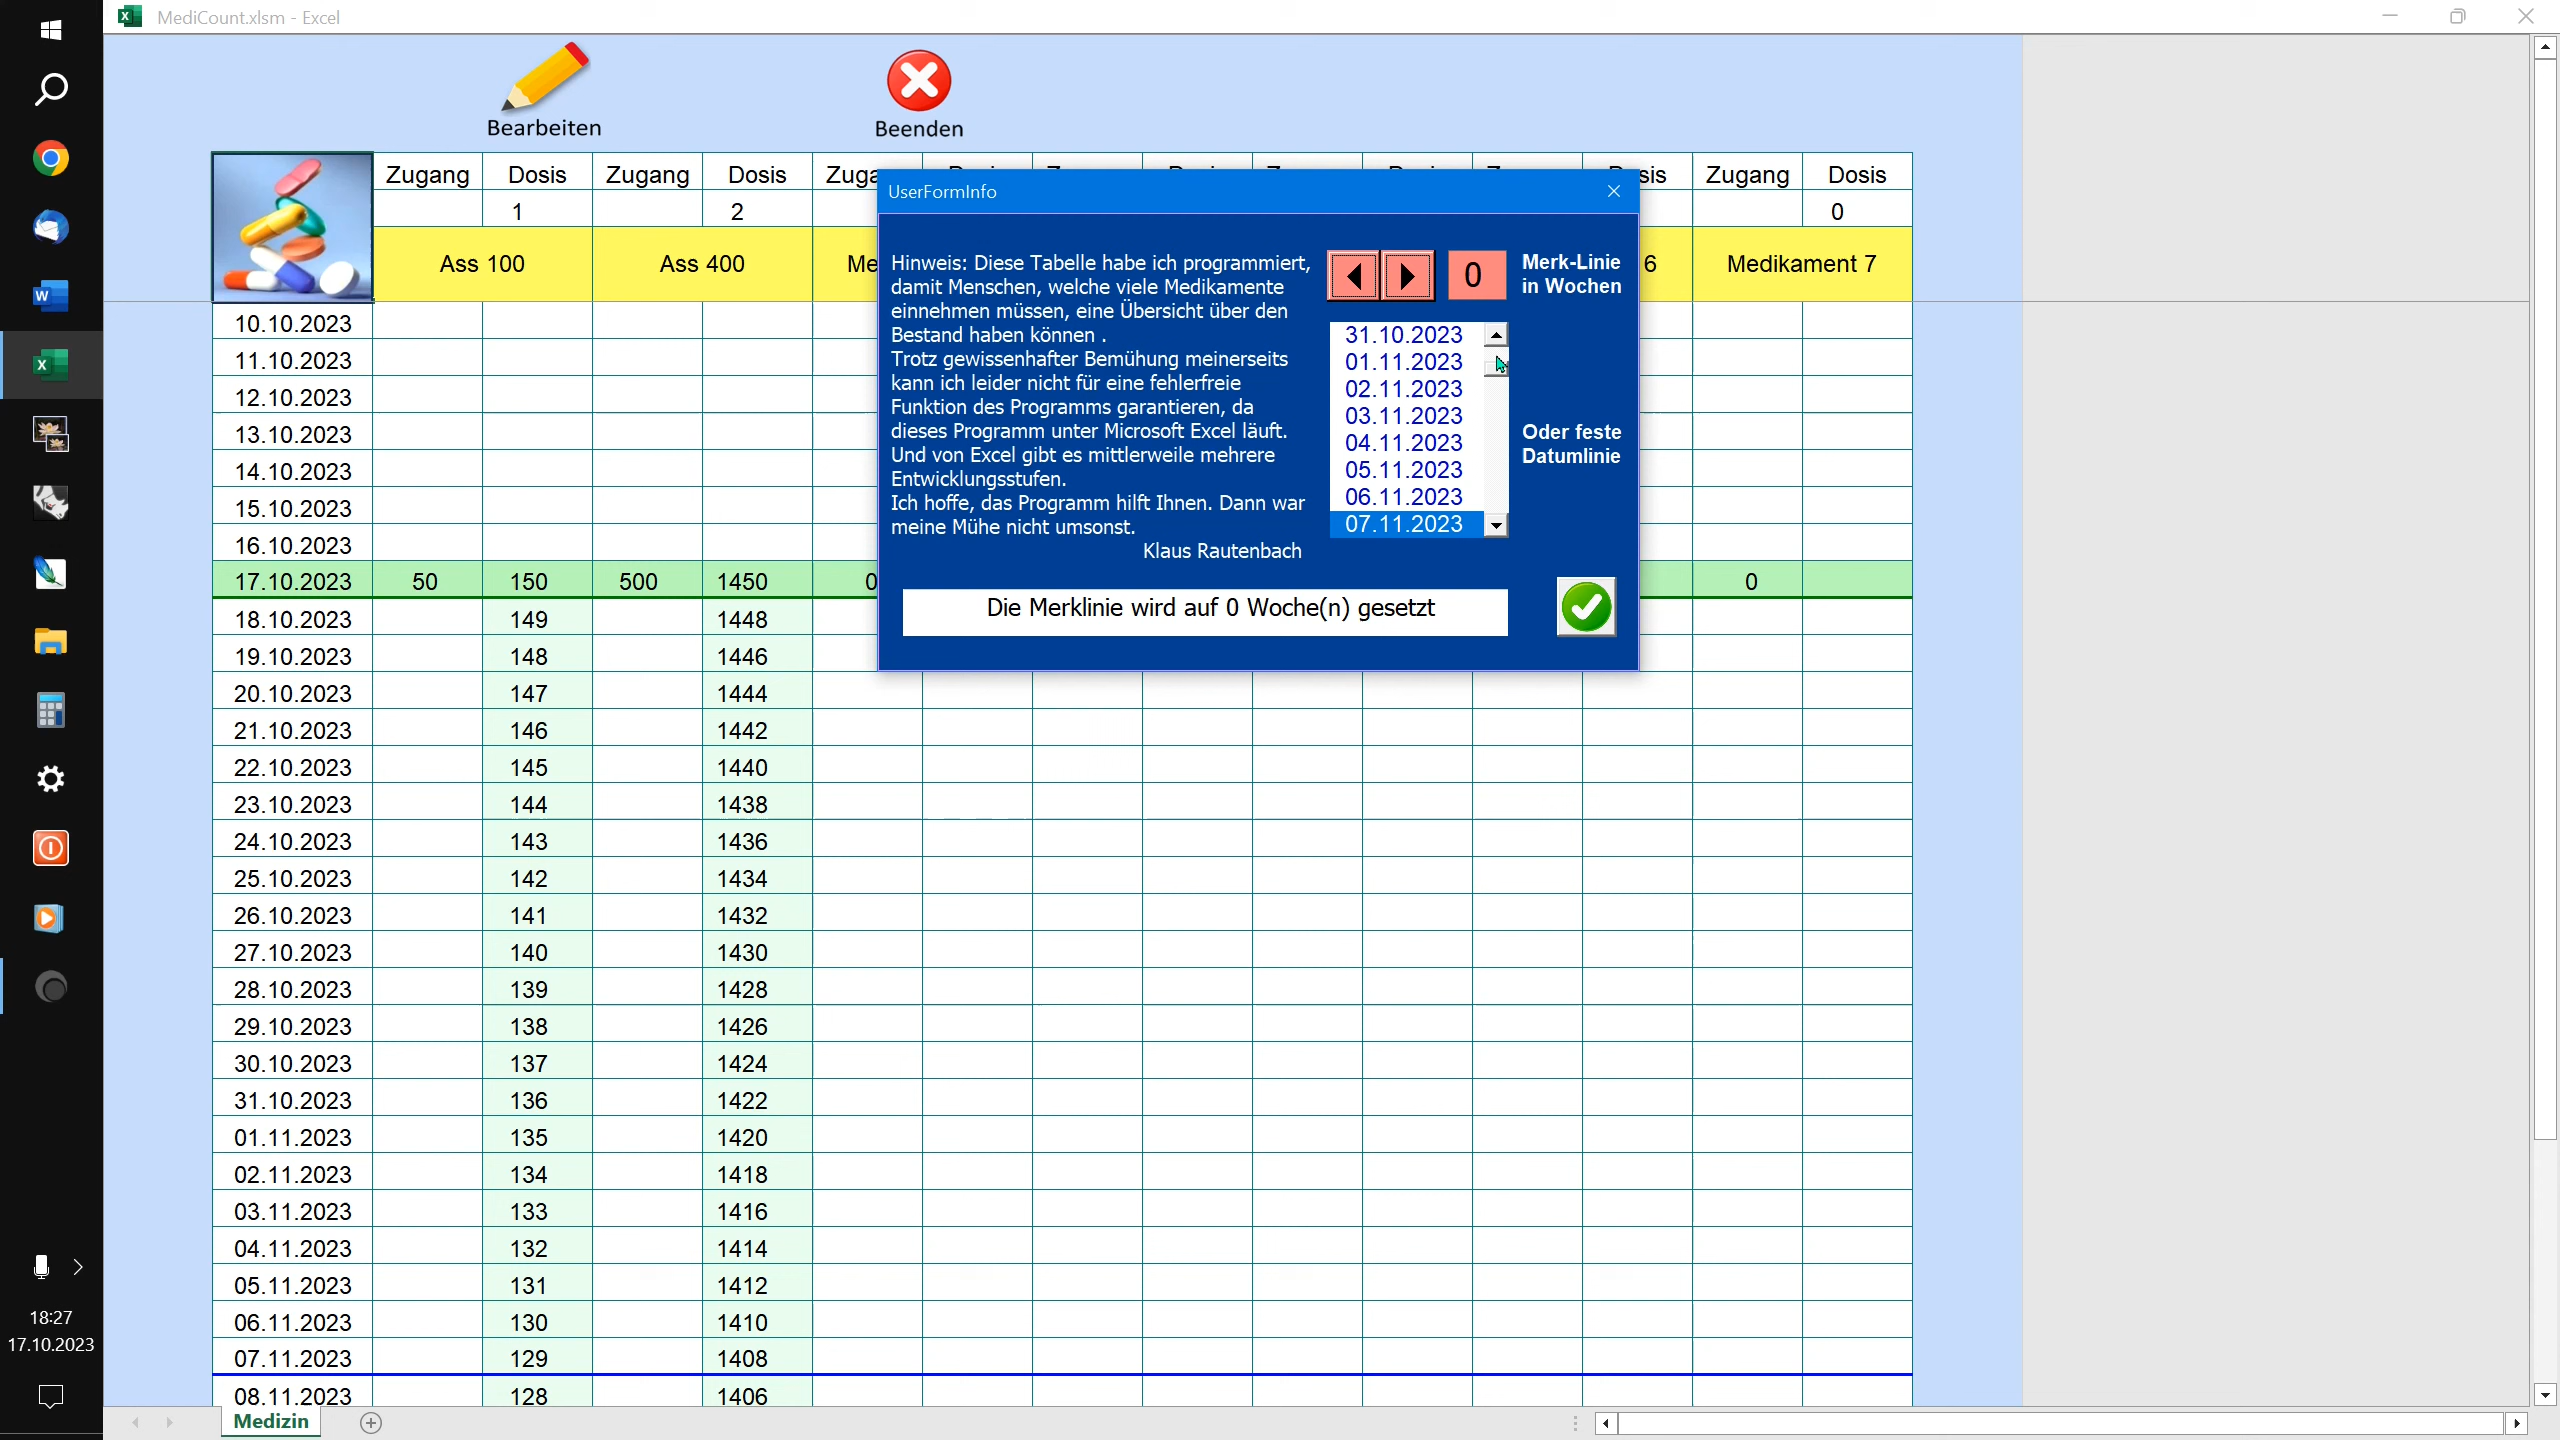 MediCount.xlsm - Excel
Bearbeiten
Beenden
Zugang Dosis Zugang Dosis Zuga sis Zugang Dosis
1 2 0
Ass 100 Ass 400 Me 6 Medikament 7
UserFormInfo
Hinweis: Diese Tabelle habe ich programmiert,
damit Menschen, welche viele Medikamente
einnehmen müssen, eine Übersicht über den
Bestand haben können .
Trotz gewissenhafter Bemühung meinerseits
kann ich leider nicht für eine fehlerfreie
Funktion des Programms garantieren, da
dieses Programm unter Microsoft Excel läuft.
Und von Excel gibt es mittlerweile mehrere
Entwicklungsstufen.
Ich hoffe, das Programm hilft Ihnen. Dann war
meine Mühe nicht umsonst.
Klaus Rautenbach
0
Merk-Linie
in Wochen
31.10.2023
01.11.2023
02.11.2023
03.11.2023
04.11.2023
05.11.2023
06.11.2023
07.11.2023
Oder feste
Datumlinie
Die Merklinie wird auf 0 Woche(n) gesetzt
10.10.2023
11.10.2023
12.10.2023
13.10.2023
14.10.2023
15.10.2023
16.10.2023
17.10.2023 50 150 500 1450 0 0
18.10.2023 149 1448
19.10.2023 148 1446
20.10.2023 147 1444
21.10.2023 146 1442
22.10.2023 145 1440
23.10.2023 144 1438
24.10.2023 143 1436
25.10.2023 142 1434
26.10.2023 141 1432
27.10.2023 140 1430
28.10.2023 139 1428
29.10.2023 138 1426
30.10.2023 137 1424
31.10.2023 136 1422
01.11.2023 135 1420
02.11.2023 134 1418
03.11.2023 133 1416
04.11.2023 132 1414
05.11.2023 131 1412
06.11.2023 130 1410
07.11.2023 129 1408
08.11.2023 128 1406
Medizin
18:27
17.10.2023